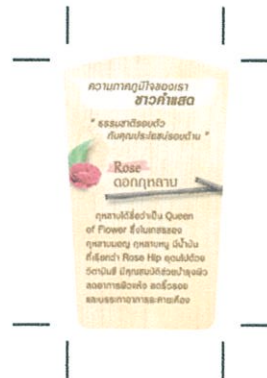 ความภาคภูมิใจของเรา
ชาวคำแสด
" ธรรมชาติรอบตัว
กับคุณประโยชน์รอบด้าน "
Rose
ดอกกุหลาบ
กุหลาบได้ชื่อว่าเป็น Queen
of Flower ซึ่งในเกสรของ
กุหลาบมอญ กุหลาบหนู มีน้ำมัน
ที่เรียกว่า Rose Hip อุดมไปด้วย
วิตามินซี มีคุณสมบัติช่วยบำรุงผิว
ลดอาการผิวแห้ง ลดริ้วรอย
และบรรเทาอาการระคายเคือง